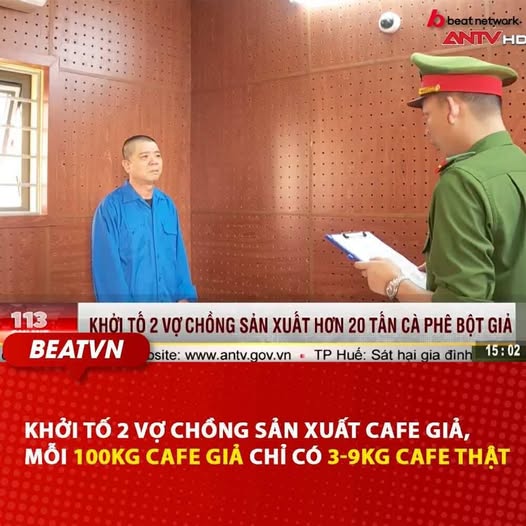 beat network
ANTV HD
113
KHỞI TỐ 2 VỢ CHỒNG SẢN XUẤT HƠN 20 TẤN CÀ PHÊ BỘT GIẢ
website: www.antv.gov.vn • TP Huế: Sát hại gia đình
15:02
BEATVN
KHỞI TỐ 2 VỢ CHỒNG SẢN XUẤT CAFE GIẢ,
MỖI 100KG CAFE GIẢ CHỈ CÓ 3-9KG CAFE THẬT